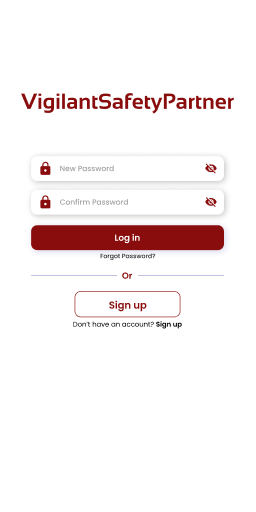 VigilantSafetyPartner
New Password
Confirm Password
Log in
Forgot Password?
Or
Sign up
Don't have an account? Sign up